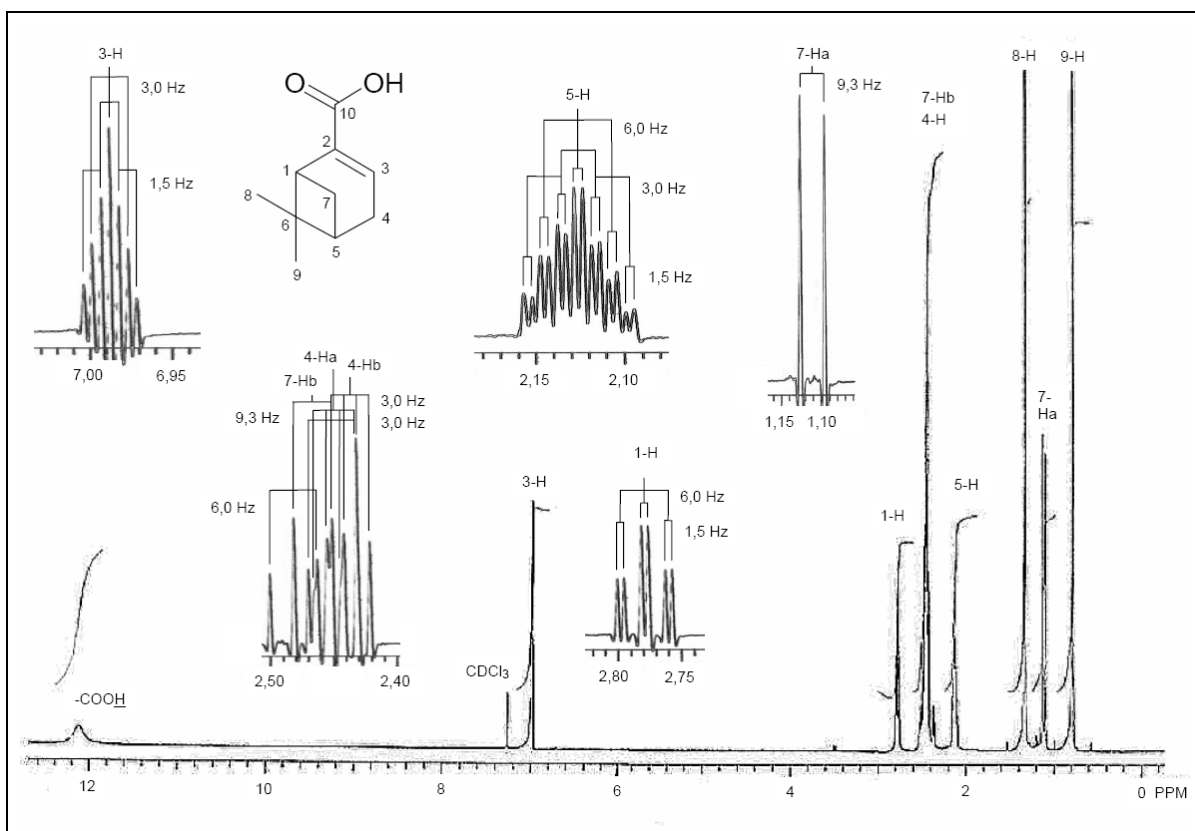 3-H
3,0 Hz
1,5 Hz
7,00
6,95
O
OH
10
2
1
3
8
7
4
6
5
9
5-H
6,0 Hz
3,0 Hz
1,5 Hz
2,15
2,10
7-Ha
9,3 Hz
1,15
1,10
7-Hb
4-H
8-H
9-H
4-Ha
7-Hb
4-Hb
9,3 Hz
3,0 Hz
3,0 Hz
6,0 Hz
2,50
2,40
1-H
6,0 Hz
1,5 Hz
2,80
2,75
3-H
CDCl3
-COOH
1-H
5-H
7-
Ha
12
10
8
6
4
2
0 PPM